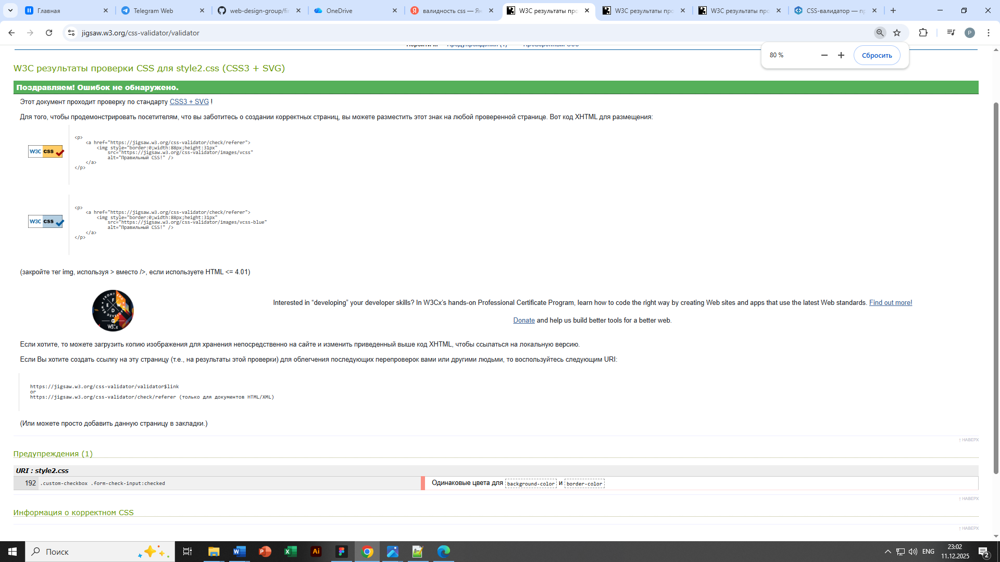 Главная
Telegram Web
web-design-group/fir
OneDrive
валидность css — Ян
W3C результаты про
W3C результаты про
W3C результаты про
CSS-валидатор — пр
jigsaw.w3.org/css-validator/validator
P
80 %
Сбросить
Перейти к: Предупреждения (1) Проверенный CSS
W3C результаты проверки CSS для style2.css (CSS3 + SVG)
Поздравляем! Ошибок не обнаружено.
Этот документ проходит проверку по стандарту CSS3 + SVG !
Для того, чтобы продемонстрировать посетителям, что вы заботитесь о создании корректных страниц, вы можете разместить этот знак на любой проверенной странице. Вот код XHTML для размещения:
W3C css
<p>
<a href="https://jigsaw.w3.org/css-validator/check/referer">
<img style="border:0;width:88px;height:31px"
src="https://jigsaw.w3.org/css-validator/images/vcss"
alt="Правильный CSS!" />
</a>
</p>
W3C css
<p>
<a href="https://jigsaw.w3.org/css-validator/check/referer">
<img style="border:0;width:88px;height:31px"
src="https://jigsaw.w3.org/css-validator/images/vcss-blue"
alt="Правильный CSS!" />
</a>
</p>
(закройте тег img, используя > вместо />, если используете HTML <= 4.01)
FRONT END
WEB DEVELOPER
W3Cx
Interested in “developing” your developer skills? In W3Cx’s hands-on Professional Certificate Program, learn how to code the right way by creating Web sites and apps that use the latest Web standards. Find out more!
Donate and help us build better tools for a better web.
Если хотите, то можете загрузить копию изображения для хранения непосредственно на сайте и изменить приведенный выше код XHTML, чтобы ссылаться на локальную версию.
Если Вы хотите создать ссылку на эту страницу (т.е., на результаты этой проверки) для облегчения последующих перепроверок вами или другими людьми, то воспользуйтесь следующим URI:
https://jigsaw.w3.org/css-validator/validator$link
or
https://jigsaw.w3.org/css-validator/check/referer (только для документов HTML/XML)
(Или можете просто добавить данную страницу в закладки.)
↑ НАВЕРХ
Предупреждения (1)
URI : style2.css
192 .custom-checkbox .form-check-input:checked Одинаковые цвета для background-color и border-color
↑ НАВЕРХ
Информация о корректном CSS
↑ НАВЕРХ
Поиск
ENG
23:02
11.12.2025
2